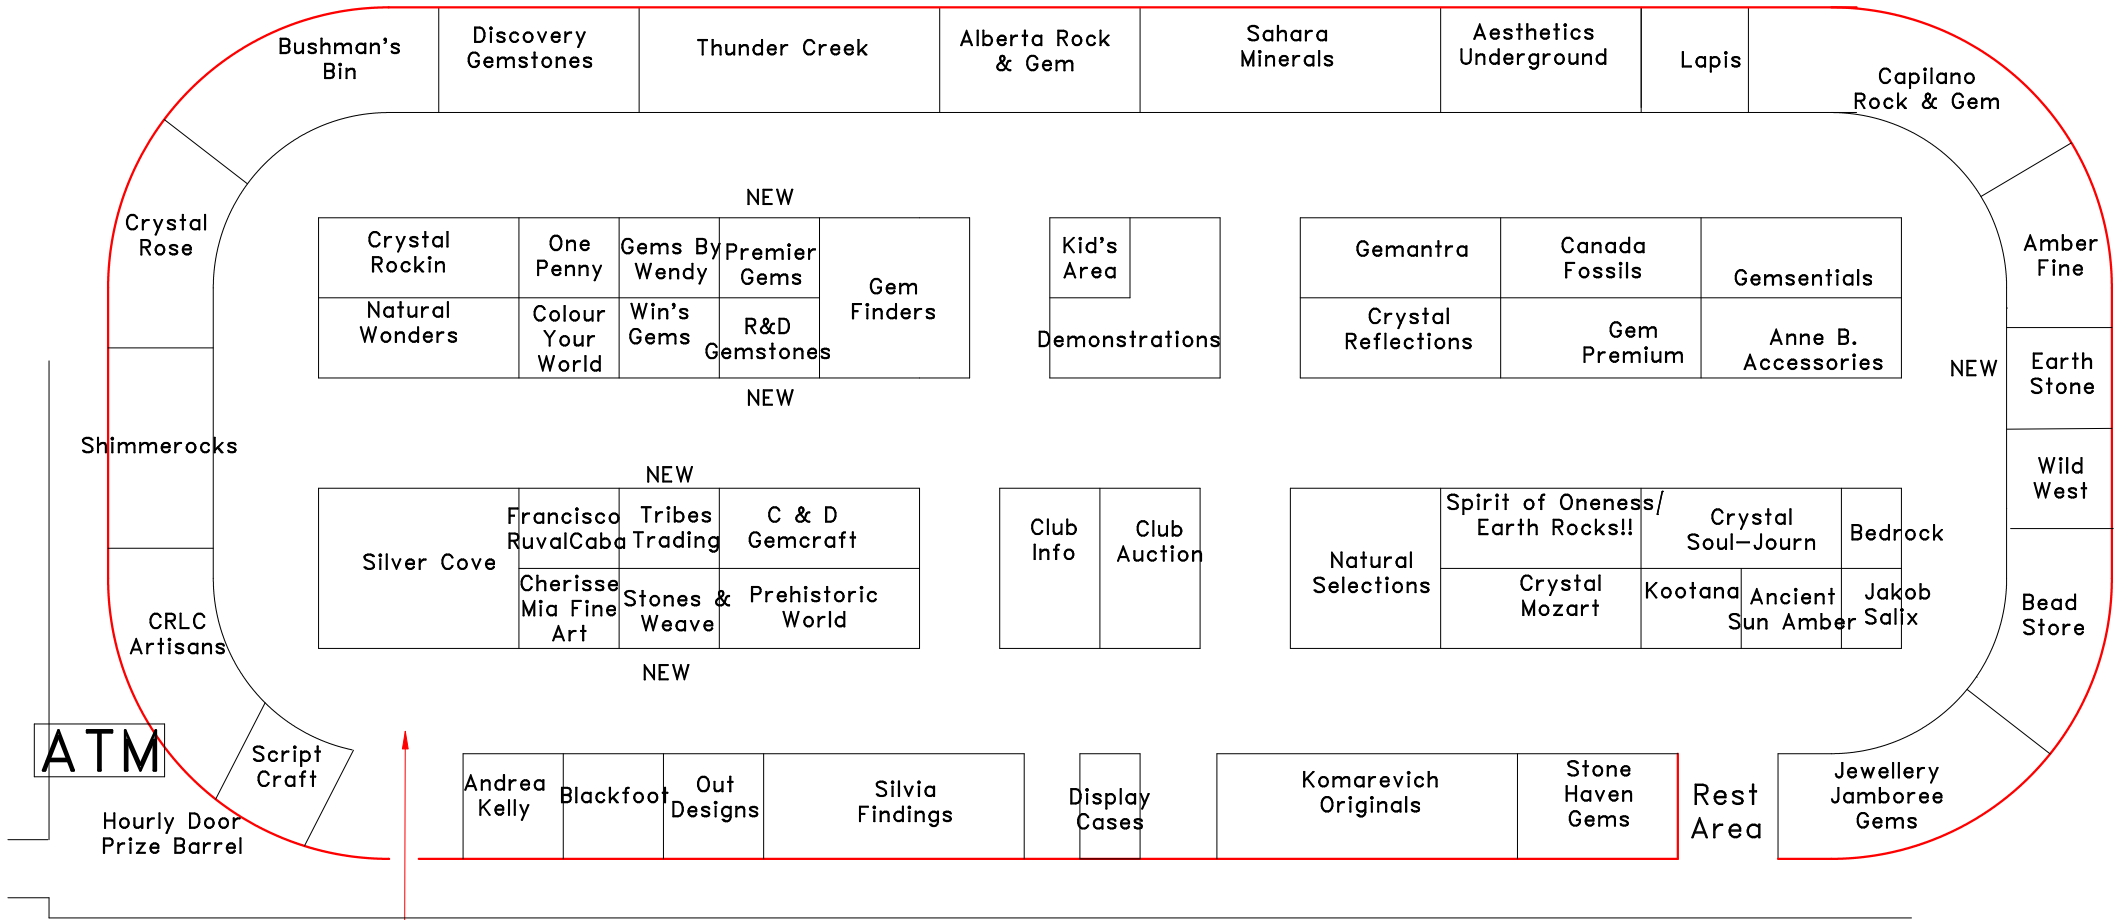 Bushman's
Bin
Discovery
Gemstones
Thunder Creek
Alberta Rock
& Gem
Sahara
Minerals
Aesthetics
Underground
Lapis
Capilano
Rock & Gem
Crystal
Rose
Amber
Fine
NEW
Crystal
Rockin
One
Penny
Gems By
Wendy
Premier
Gems
Gem
Finders
Natural
Wonders
Colour
Your
World
Win's
Gems
R&D
Gemstones
NEW
Kid's
Area
Demonstrations
Gemantra
Canada
Fossils
Gemsentials
Crystal
Reflections
Gem
Premium
Anne B.
Accessories
NEW
Earth
Stone
Shimmerocks
Wild
West
NEW
Silver Cove
Francisco
RuvalCaba
Tribes
Trading
C & D
Gemcraft
Cherisse
Mia Fine
Art
Stones &
Weave
Prehistoric
World
NEW
Club
Info
Club
Auction
Natural
Selections
Spirit of Oneness/
Earth Rocks!!
Crystal
Soul-Journ
Bedrock
Crystal
Mozart
Kootana
Ancient
Sun Amber
Jakob
Salix
Bead
Store
CRLC
Artisans
ATM
Script
Craft
Hourly Door
Prize Barrel
Andrea
Kelly
Blackfoot
Out
Designs
Silvia
Findings
Display
Cases
Komarevich
Originals
Stone
Haven
Gems
Rest
Area
Jewellery
Jamboree
Gems